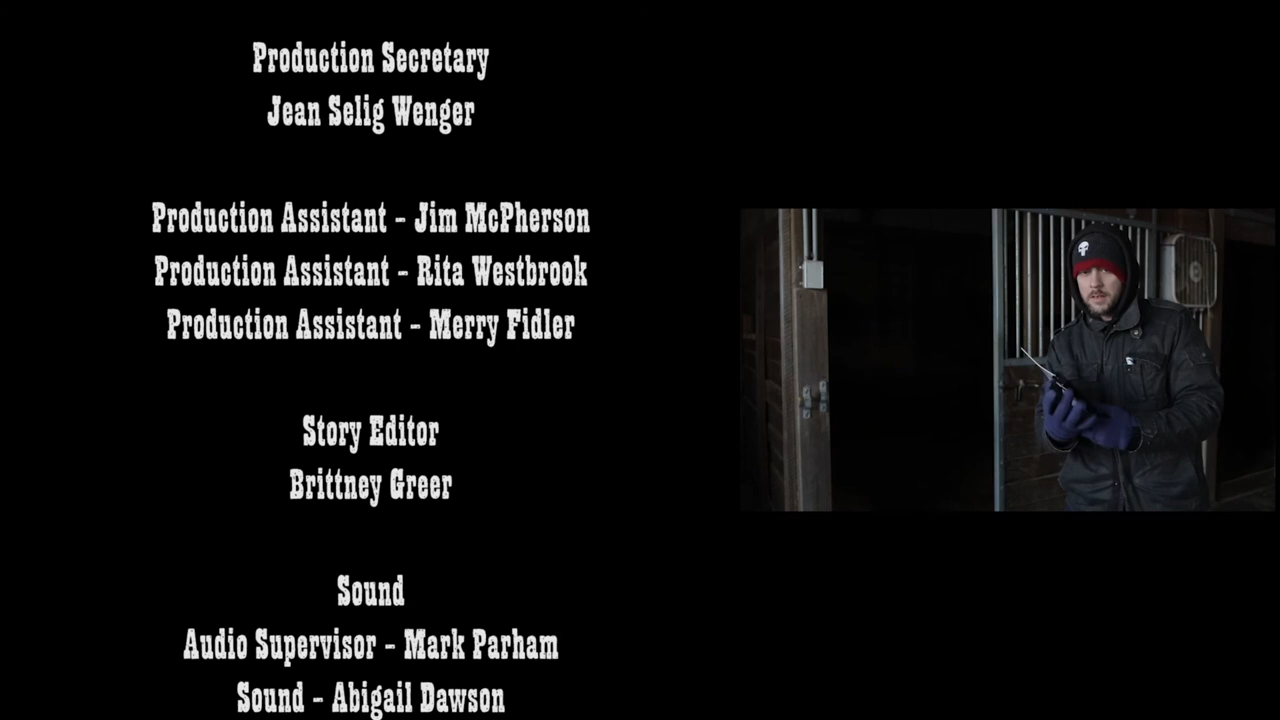 Production Secretary
Jean Selig Wenger
Production Assistant - Jim McPherson
Production Assistant - Rita Westbrook
Production Assistant - Merry Fidler
Story Editor
Brittney Greer
Sound
Audio Supervisor - Mark Parham
Sound - Abigail Dawson